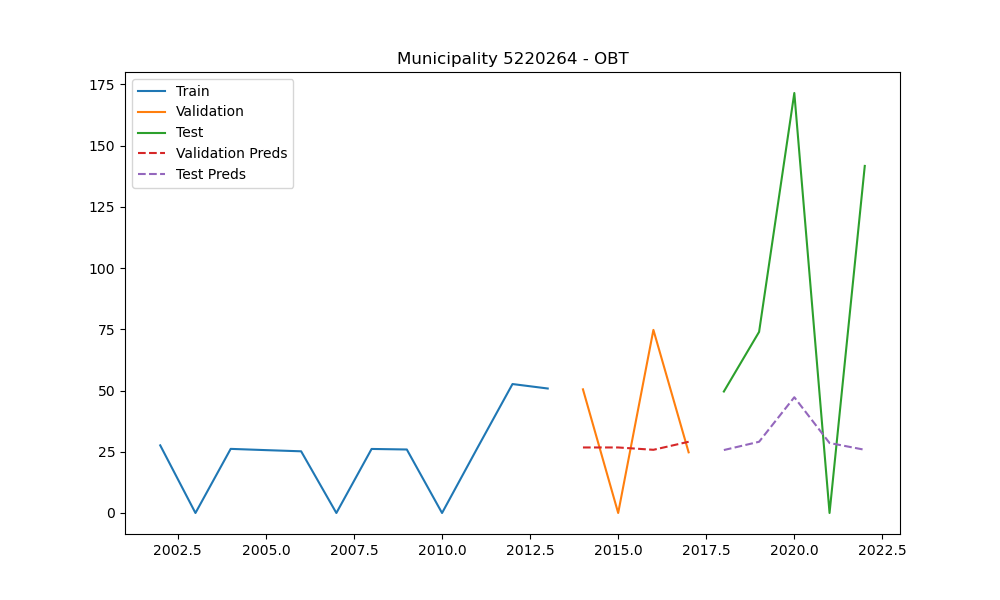 Municipality 5220264 - OBT
Train
Validation
Test
Validation Preds
Test Preds
175
150
125
100
75
50
25
0
2002.5 2005.0 2007.5 2010.0 2012.5 2015.0 2017.5 2020.0 2022.5